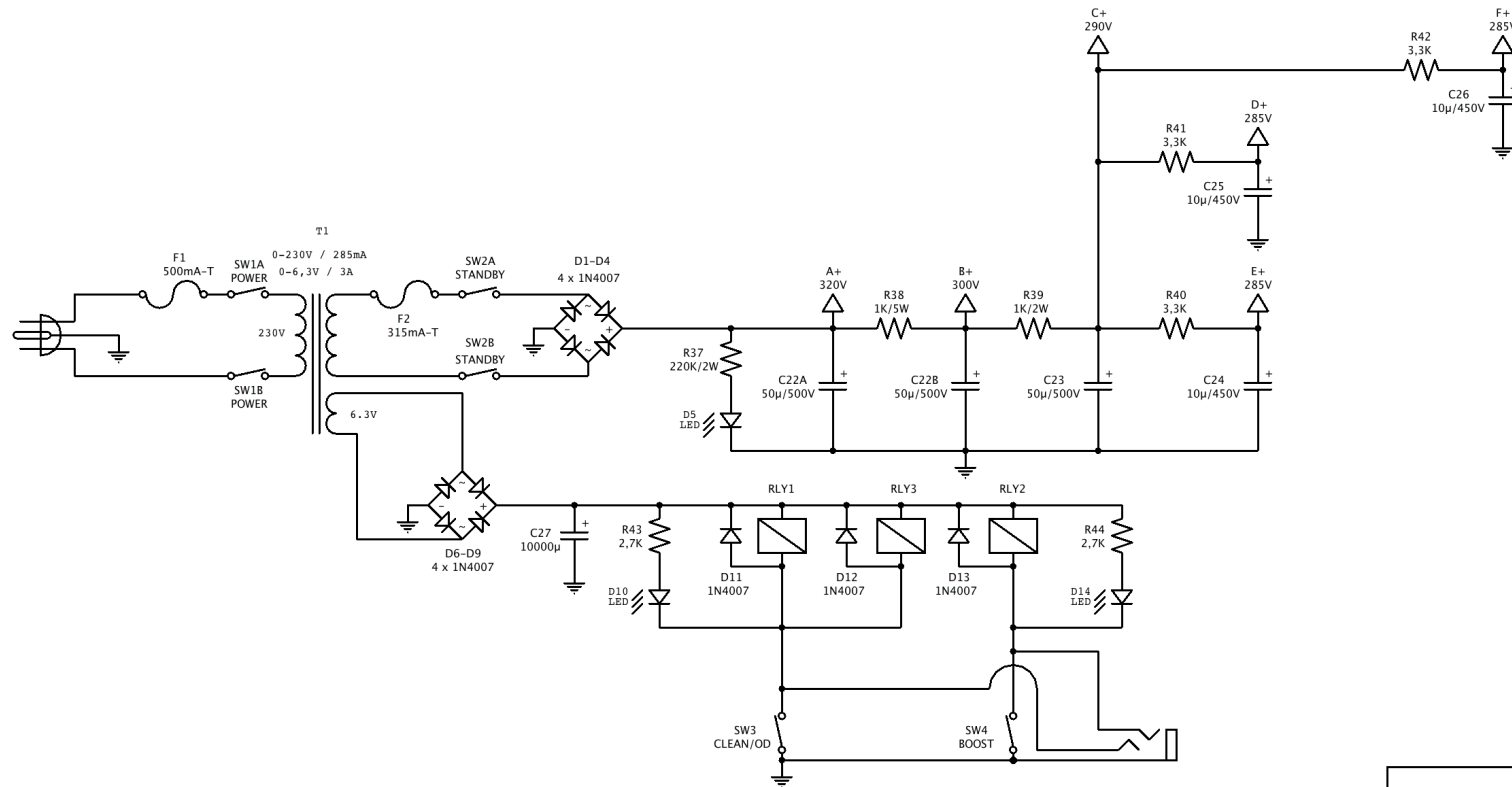 C+
290V
F+
285V
R42
3,3K
C26
10µ/450V
+
D+
285V
R41
3,3K
C25
10µ/450V
+
T1
0-230V / 285mA
0-6,3V / 3A
F1
500mA-T
SW1A
POWER
230V
SW1B
POWER
F2
315mA-T
SW2A
STANDBY
SW2B
STANDBY
D1-D4
4 x 1N4007
~
-
+
~
A+
320V
R38
1K/5W
B+
300V
R39
1K/2W
R40
3,3K
E+
285V
R37
220K/2W
D5
LED
C22A
50µ/500V
+
C22B
50µ/500V
+
C23
50µ/500V
+
C24
10µ/450V
+
6.3V
~
-
+
~
D6-D9
4 x 1N4007
C27
10000µ
+
R43
2,7K
D10
LED
RLY1
D11
1N4007
RLY3
D12
1N4007
RLY2
D13
1N4007
R44
2,7K
D14
LED
SW3
CLEAN/OD
SW4
BOOST